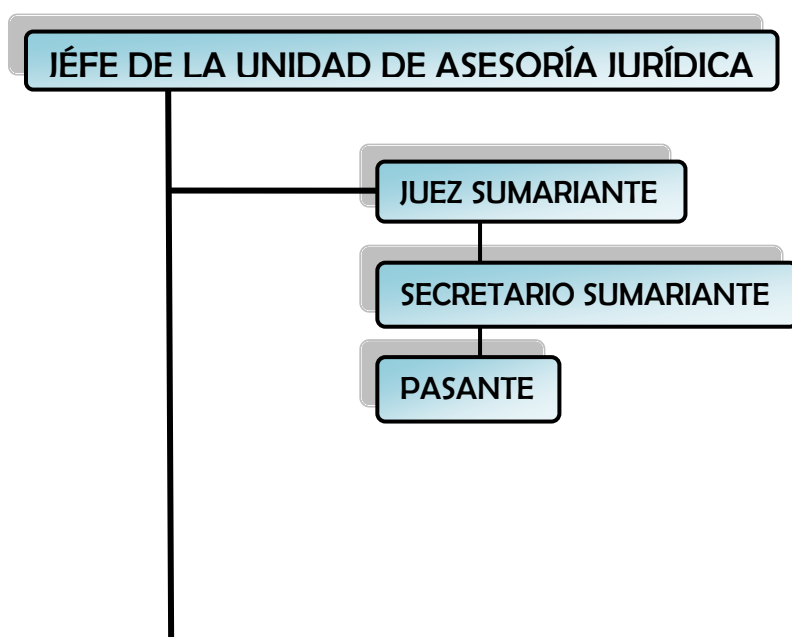 JÉFE DE LA UNIDAD DE ASESORÍA JURÍDICA
JUEZ SUMARIANTE
SECRETARIO SUMARIANTE
PASANTE